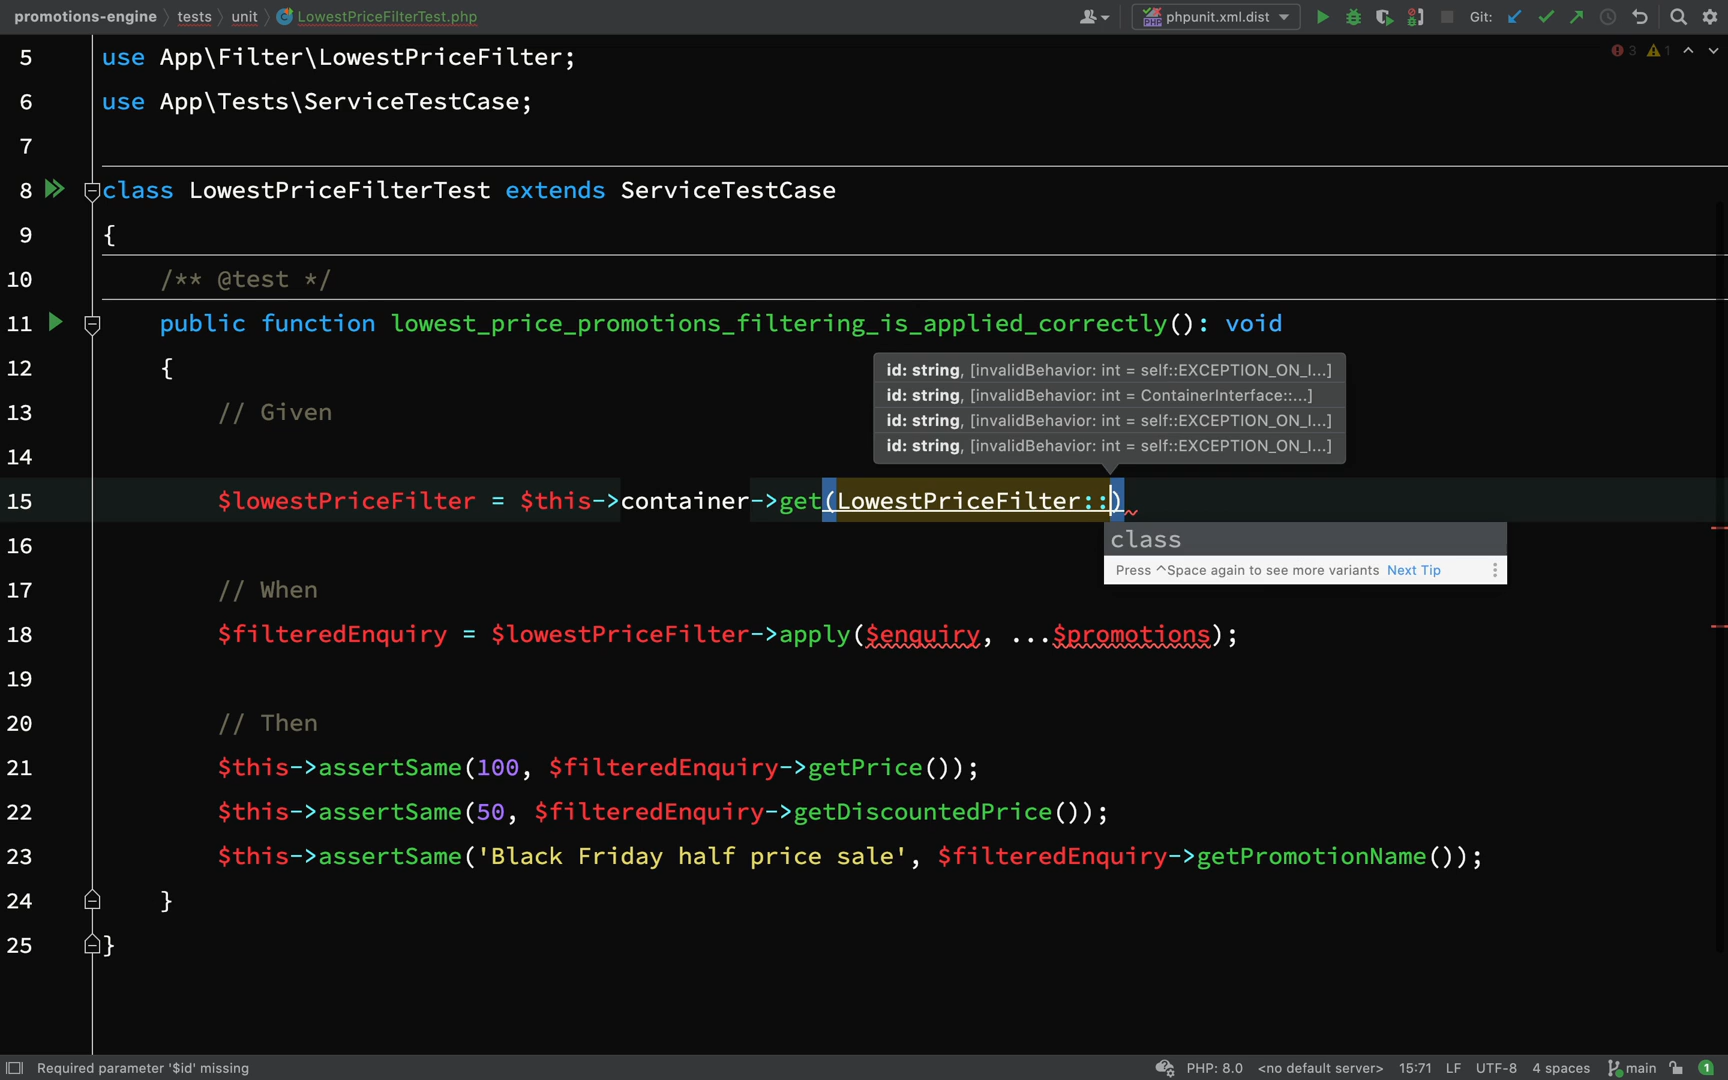 promotions-engine tests unit LowestPriceFilterTest.php phpunit.xml.dist Git:
3 1
5 use App\Filter\LowestPriceFilter;
6 use App\Tests\ServiceTestCase;
7
8 class LowestPriceFilterTest extends ServiceTestCase
9 {
10 /** @test */
11 public function lowest_price_promotions_filtering_is_applied_correctly(): void
12 {
id: string, [invalidBehavior: int = self::EXCEPTION_ON_I...]
id: string, [invalidBehavior: int = ContainerInterface::...]
id: string, [invalidBehavior: int = self::EXCEPTION_ON_I...]
id: string, [invalidBehavior: int = self::EXCEPTION_ON_I...]
13 // Given
14
15 $lowestPriceFilter = $this->container->get(LowestPriceFilter::)
class
Press ^Space again to see more variants Next Tip
16
17 // When
18 $filteredEnquiry = $lowestPriceFilter->apply($enquiry, ...$promotions);
19
20 // Then
21 $this->assertSame(100, $filteredEnquiry->getPrice());
22 $this->assertSame(50, $filteredEnquiry->getDiscountedPrice());
23 $this->assertSame('Black Friday half price sale', $filteredEnquiry->getPromotionName());
24 }
25 }
Required parameter '$id' missing PHP: 8.0 <no default server> 15:71 LF UTF-8 4 spaces main 1